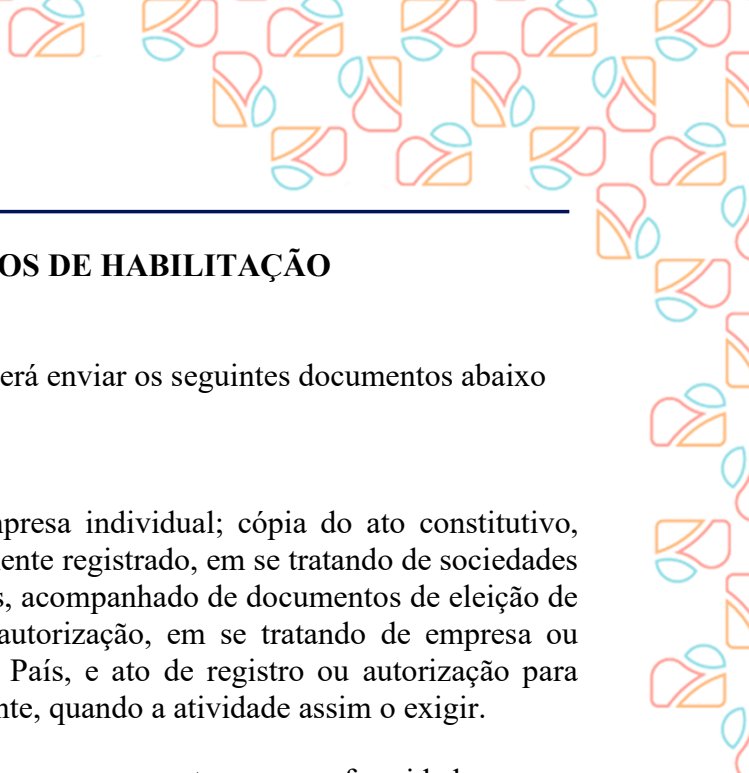 OS DE HABILITAÇÃO
erá enviar os seguintes documentos abaixo
presa individual; cópia do ato constitutivo,
ente registrado, em se tratando de sociedades
s, acompanhado de documentos de eleição de
autorização, em se tratando de empresa ou
País, e ato de registro ou autorização para
nte, quando a atividade assim o exigir.